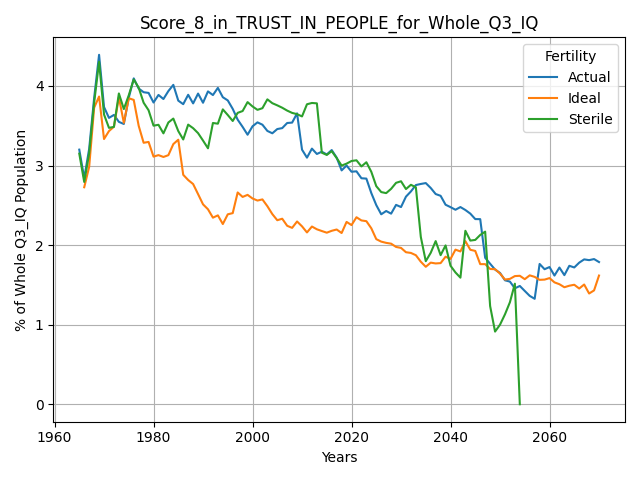 Score_8_in_TRUST_IN_PEOPLE_for_Whole_Q3_IQ
Fertility
Actual
Ideal
Sterile
% of Whole Q3_IQ Population
4
3
2
1
0
1960 1980 2000 2020 2040 2060
Years